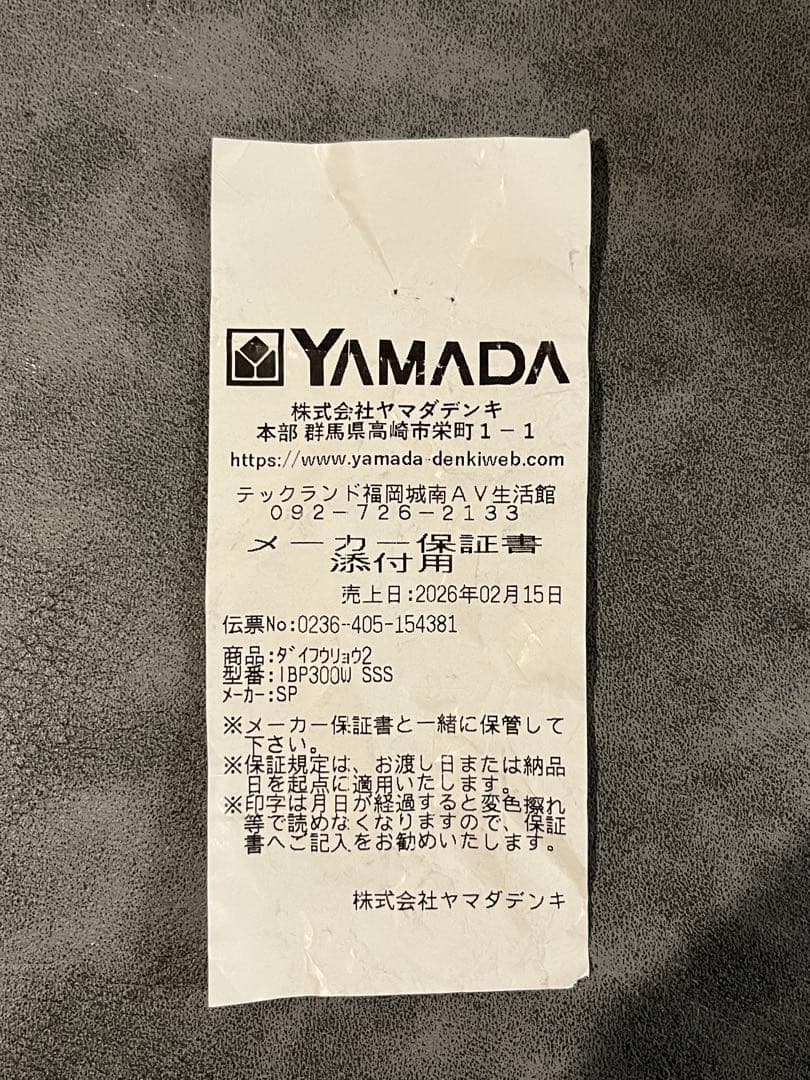 YAMADA
株式会社ヤマダデンキ
本部 群馬県高崎市栄町1-1
https://www.yamada-denkiweb.com
テックランド福岡城南AV生活館
092-726-2133
メーカー保証書
添付用
売上日:2026年02月15日
伝票No:0236-405-154381
商品:ﾀﾞｲﾌｳﾘｮｳ2
型番:IBP300W SSS
ﾒｰｶｰ:SP
※メーカー保証書と一緒に保管して
下さい。
※保証規定は、お渡し日または納品
日を起点に適用いたします。
※印字は月日が経過すると変色擦れ
等で読めなくなりますので、保証
書へご記入をお勧めいたします。
株式会社ヤマダデンキ